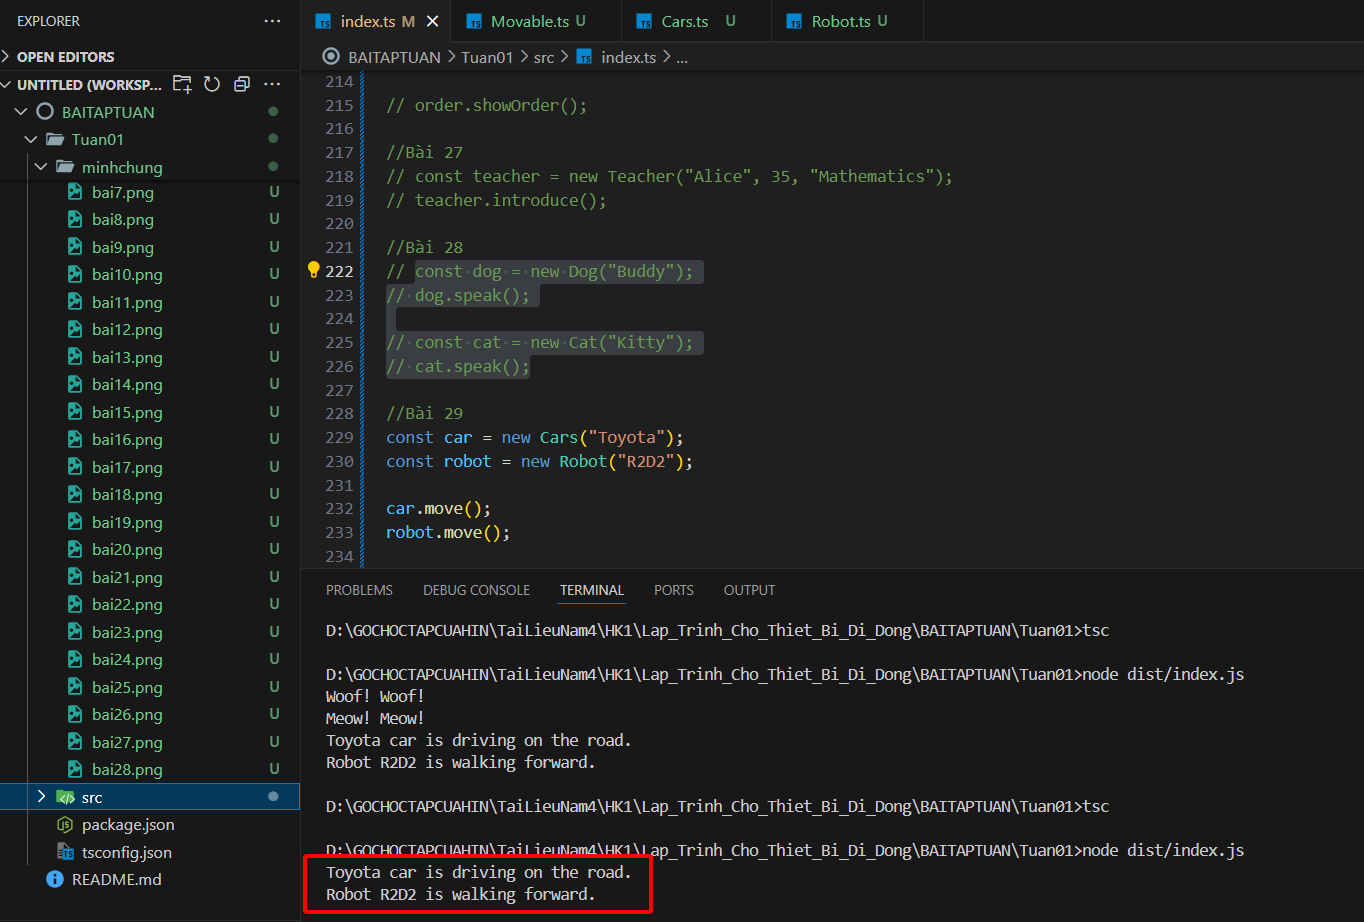 EXPLORER ...
OPEN EDITORS
UNTITLED (WORKSP... ...
BAITAPTUAN
Tuan01
minhchung
bai7.png U
bai8.png U
bai9.png U
bai10.png U
bai11.png U
bai12.png U
bai13.png U
bai14.png U
bai15.png U
bai16.png U
bai17.png U
bai18.png U
bai19.png U
bai20.png U
bai21.png U
bai22.png U
bai23.png U
bai24.png U
bai25.png U
bai26.png U
bai27.png U
bai28.png U
src
package.json
tsconfig.json
README.md
TS index.ts M TS Movable.ts U TS Cars.ts U TS Robot.ts U
BAITAPTUAN > Tuan01 > src > TS index.ts > ...
214
215 // order.showOrder();
216
217 //Bài 27
218 // const teacher = new Teacher("Alice", 35, "Mathematics");
219 // teacher.introduce();
220
221 //Bài 28
222 // const dog = new Dog("Buddy");
223 // dog.speak();
224
225 // const cat = new Cat("Kitty");
226 // cat.speak();
227
228 //Bài 29
229 const car = new Cars("Toyota");
230 const robot = new Robot("R2D2");
231
232 car.move();
233 robot.move();
234
PROBLEMS DEBUG CONSOLE TERMINAL PORTS OUTPUT
D:\GOCHOCTAPCUAHIN\TaiLieuNam4\HK1\Lap_Trinh_Cho_Thiet_Bi_Di_Dong\BAITAPTUAN\Tuan01>tsc
D:\GOCHOCTAPCUAHIN\TaiLieuNam4\HK1\Lap_Trinh_Cho_Thiet_Bi_Di_Dong\BAITAPTUAN\Tuan01>node dist/index.js
Woof! Woof!
Meow! Meow!
Toyota car is driving on the road.
Robot R2D2 is walking forward.
D:\GOCHOCTAPCUAHIN\TaiLieuNam4\HK1\Lap_Trinh_Cho_Thiet_Bi_Di_Dong\BAITAPTUAN\Tuan01>tsc
D:\GOCHOCTAPCUAHIN\TaiLieuNam4\HK1\Lap_Trinh_Cho_Thiet_Bi_Di_Dong\BAITAPTUAN\Tuan01>node dist/index.js
Toyota car is driving on the road.
Robot R2D2 is walking forward.